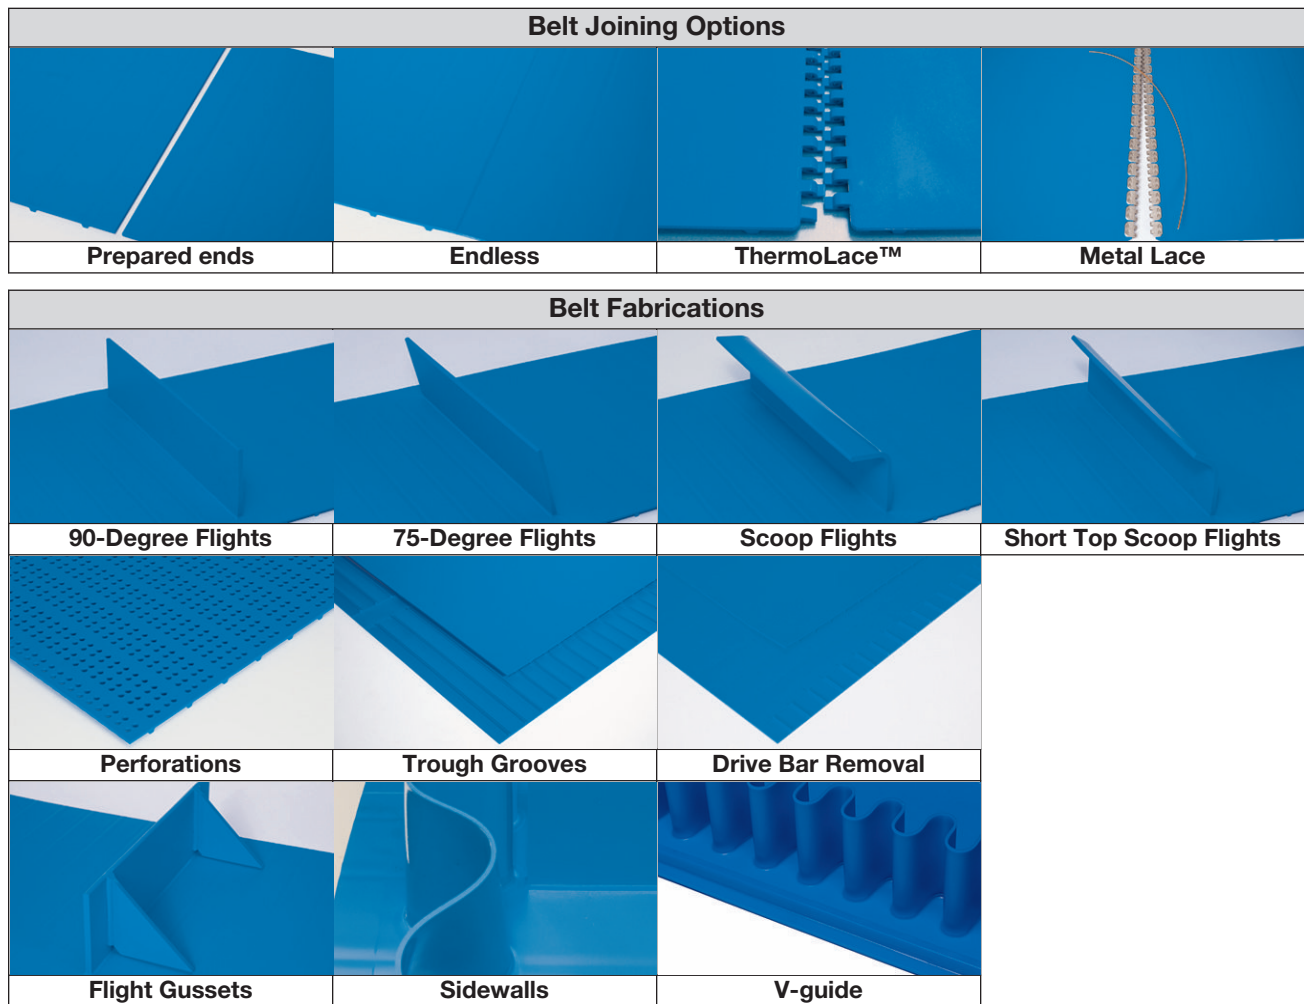 Belt Joining Options
Prepared ends
Endless
ThermoLace™
Metal Lace
Belt Fabrications
90-Degree Flights
75-Degree Flights
Scoop Flights
Short Top Scoop Flights
Perforations
Trough Grooves
Drive Bar Removal
Flight Gussets
Sidewalls
V-guide